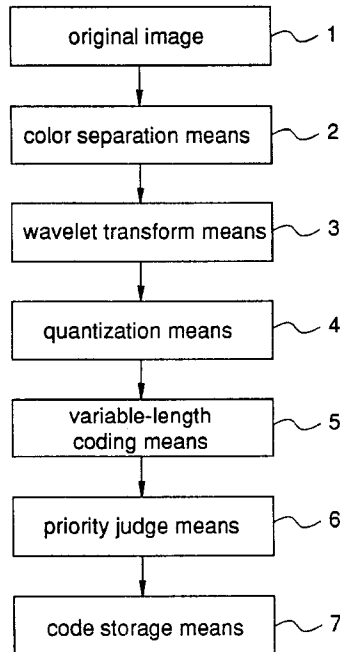 original image 1
color separation means 2
wavelet transform means 3
quantization means 4
variable-length
coding means 5
priority judge means 6
code storage means 7